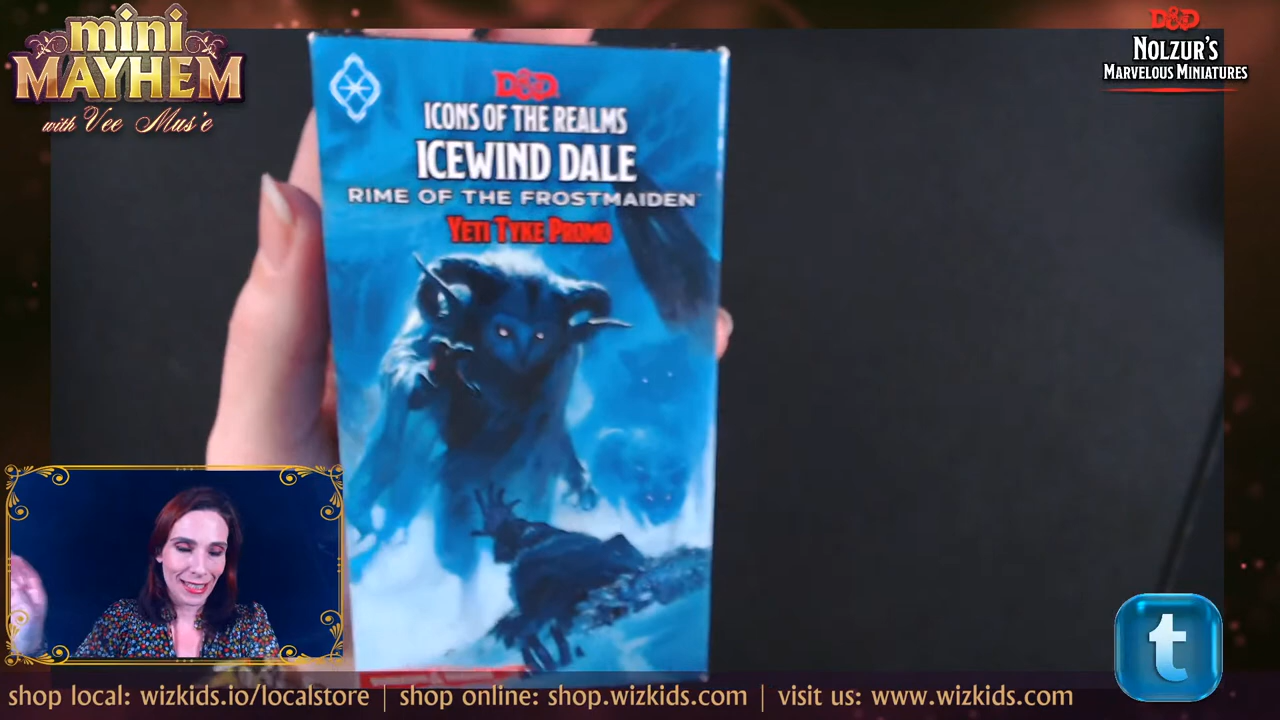 mini
MAYHEM
with Vee Mus'e
D&D
NOLZUR'S
MARVELOUS MINIATURES
D&D
ICONS OF THE REALMS
ICEWIND DALE
RIME OF THE FROSTMAIDEN™
YETI TYKE PROMO
t
shop local: wizkids.io/localstore | shop online: shop.wizkids.com | visit us: www.wizkids.com